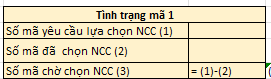 Tình trạng mã 1
Số mã yêu cầu lựa chọn NCC (1)
Số mã đã  chọn NCC (2)
Số mã chờ chọn NCC (3) = (1)-(2)